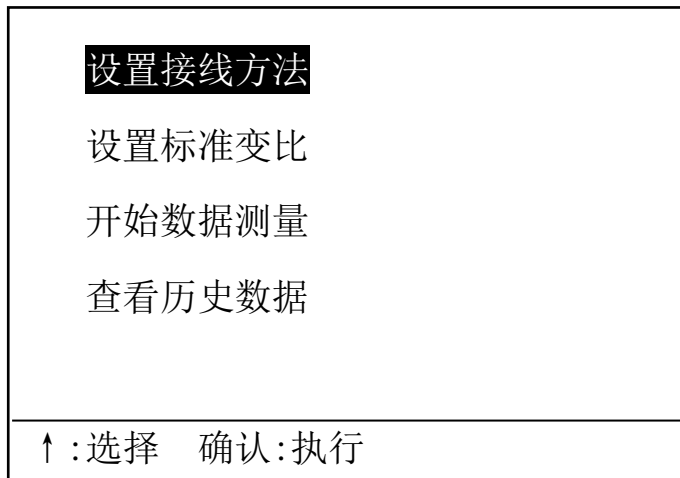 设置接线方法
设置标准变比
开始数据测量
查看历史数据
↑:选择 确认:执行